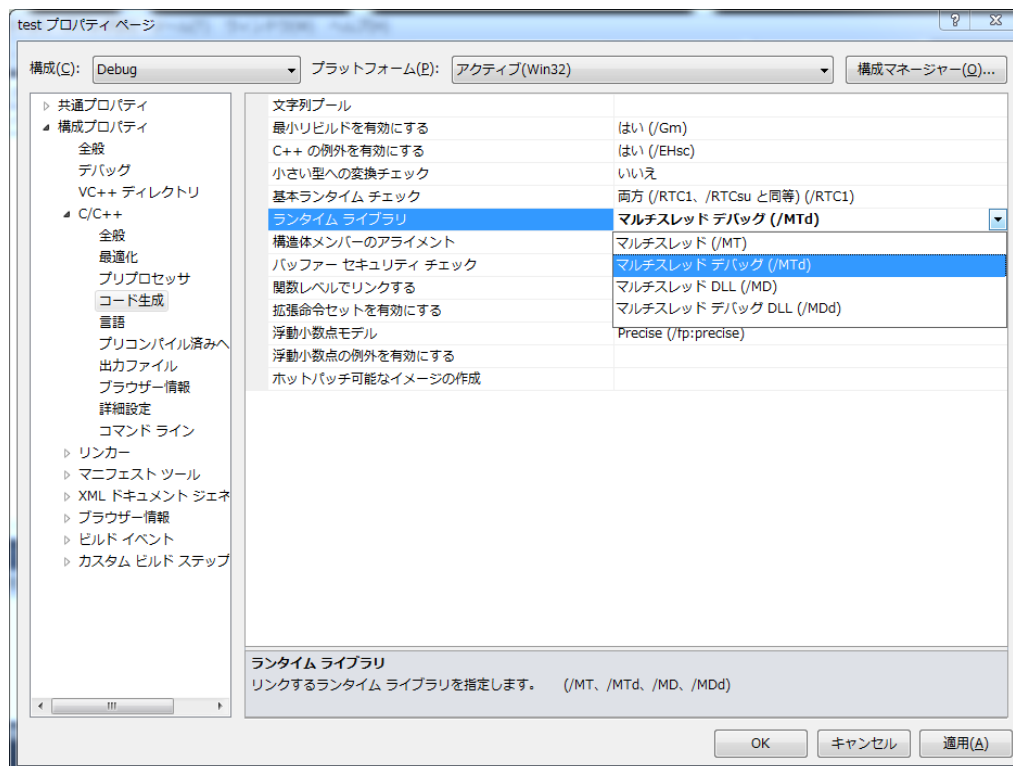 test プロパティ ページ
構成(C): Debug プラットフォーム(P): アクティブ(Win32) 構成マネージャー(O)...
共通プロパティ
構成プロパティ
全般
デバッグ
VC++ ディレクトリ
C/C++
全般
最適化
プリプロセッサ
コード生成
言語
プリコンパイル済みヘ
出力ファイル
ブラウザー情報
詳細設定
コマンド ライン
リンカー
マニフェスト ツール
XML ドキュメント ジェネ
ブラウザー情報
ビルド イベント
カスタム ビルド ステップ
文字列プール
最小リビルドを有効にする はい (/Gm)
C++ の例外を有効にする はい (/EHsc)
小さい型への変換チェック いいえ
基本ランタイム チェック 両方 (/RTC1、/RTCsu と同等) (/RTC1)
ランタイム ライブラリ マルチスレッド デバッグ (/MTd)
構造体メンバーのアライメント マルチスレッド (/MT)
バッファー セキュリティ チェック マルチスレッド デバッグ (/MTd)
関数レベルでリンクする マルチスレッド DLL (/MD)
拡張命令セットを有効にする マルチスレッド デバッグ DLL (/MDd)
浮動小数点モデル Precise (/fp:precise)
浮動小数点の例外を有効にする
ホットパッチ可能なイメージの作成
ランタイム ライブラリ
リンクするランタイム ライブラリを指定します。 (/MT、/MTd、/MD、/MDd)
OK キャンセル 適用(A)